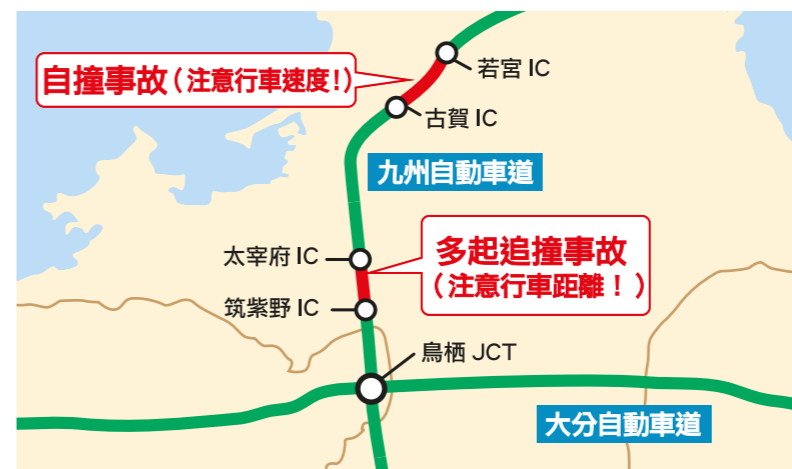 自撞事故（注意行車速度！）
若宮 IC
古賀 IC
九州自動車道
太宰府 IC
多起追撞事故
（注意行車距離！）
筑紫野 IC
鳥栖 JCT
大分自動車道